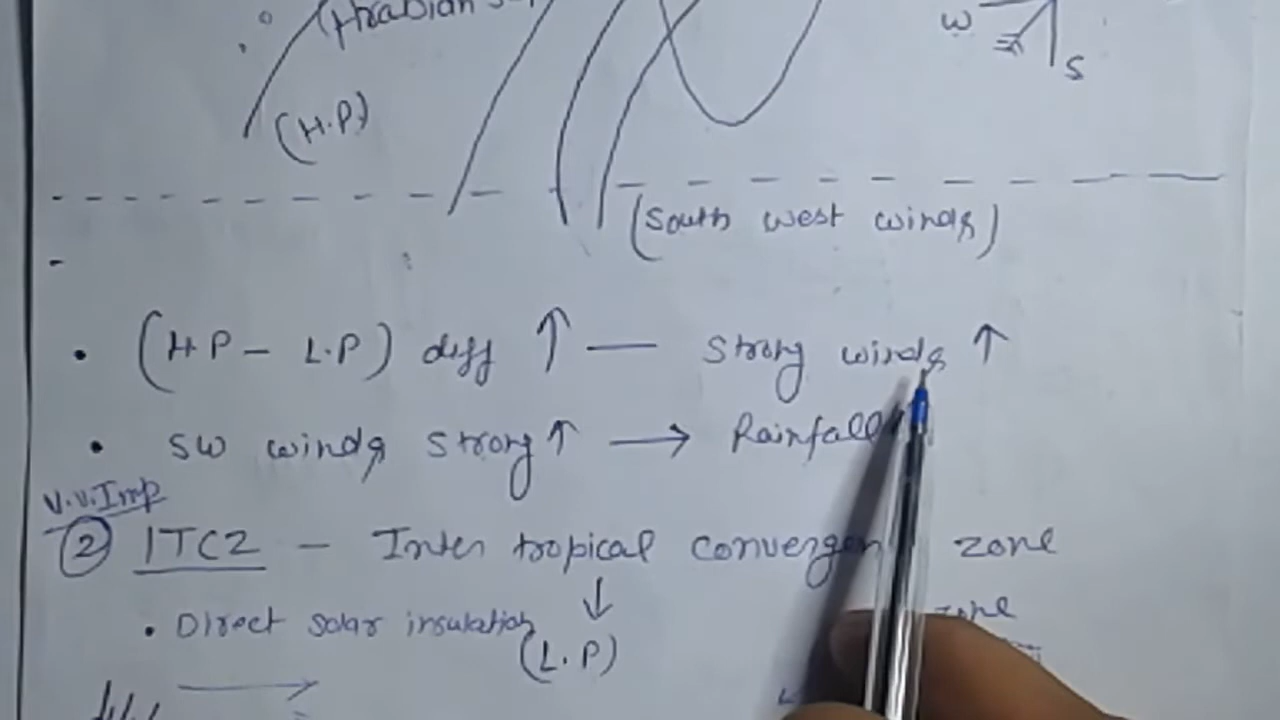 (Arabian
W
S
(H.P)
(South west winds)
• (H P - L.P) diff ↑ — Strong winds ↑
• SW winds strong ↑ → Rainfall
V.V.Imp
② ITCZ - Inter tropical convergen zone
• Direct solar insulation zone
↓
(L.P)